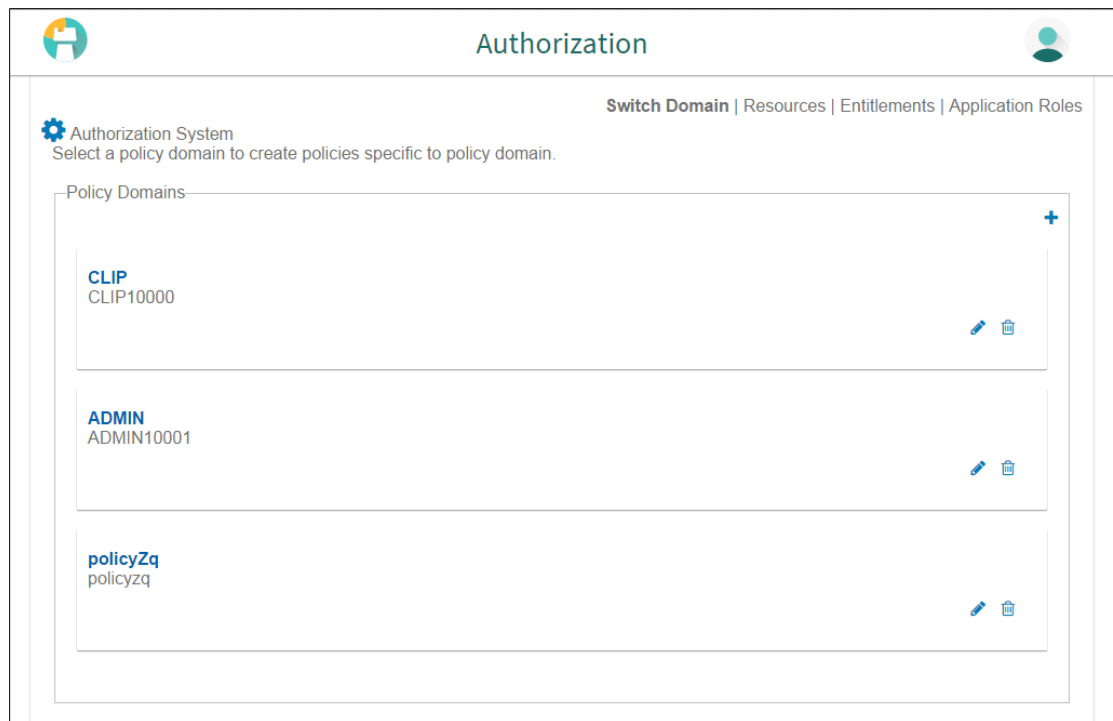 Authorization
Switch Domain | Resources | Entitlements | Application Roles
Authorization System
Select a policy domain to create policies specific to policy domain.
Policy Domains
CLIP
CLIP10000
ADMIN
ADMIN10001
policyZq
policyzq